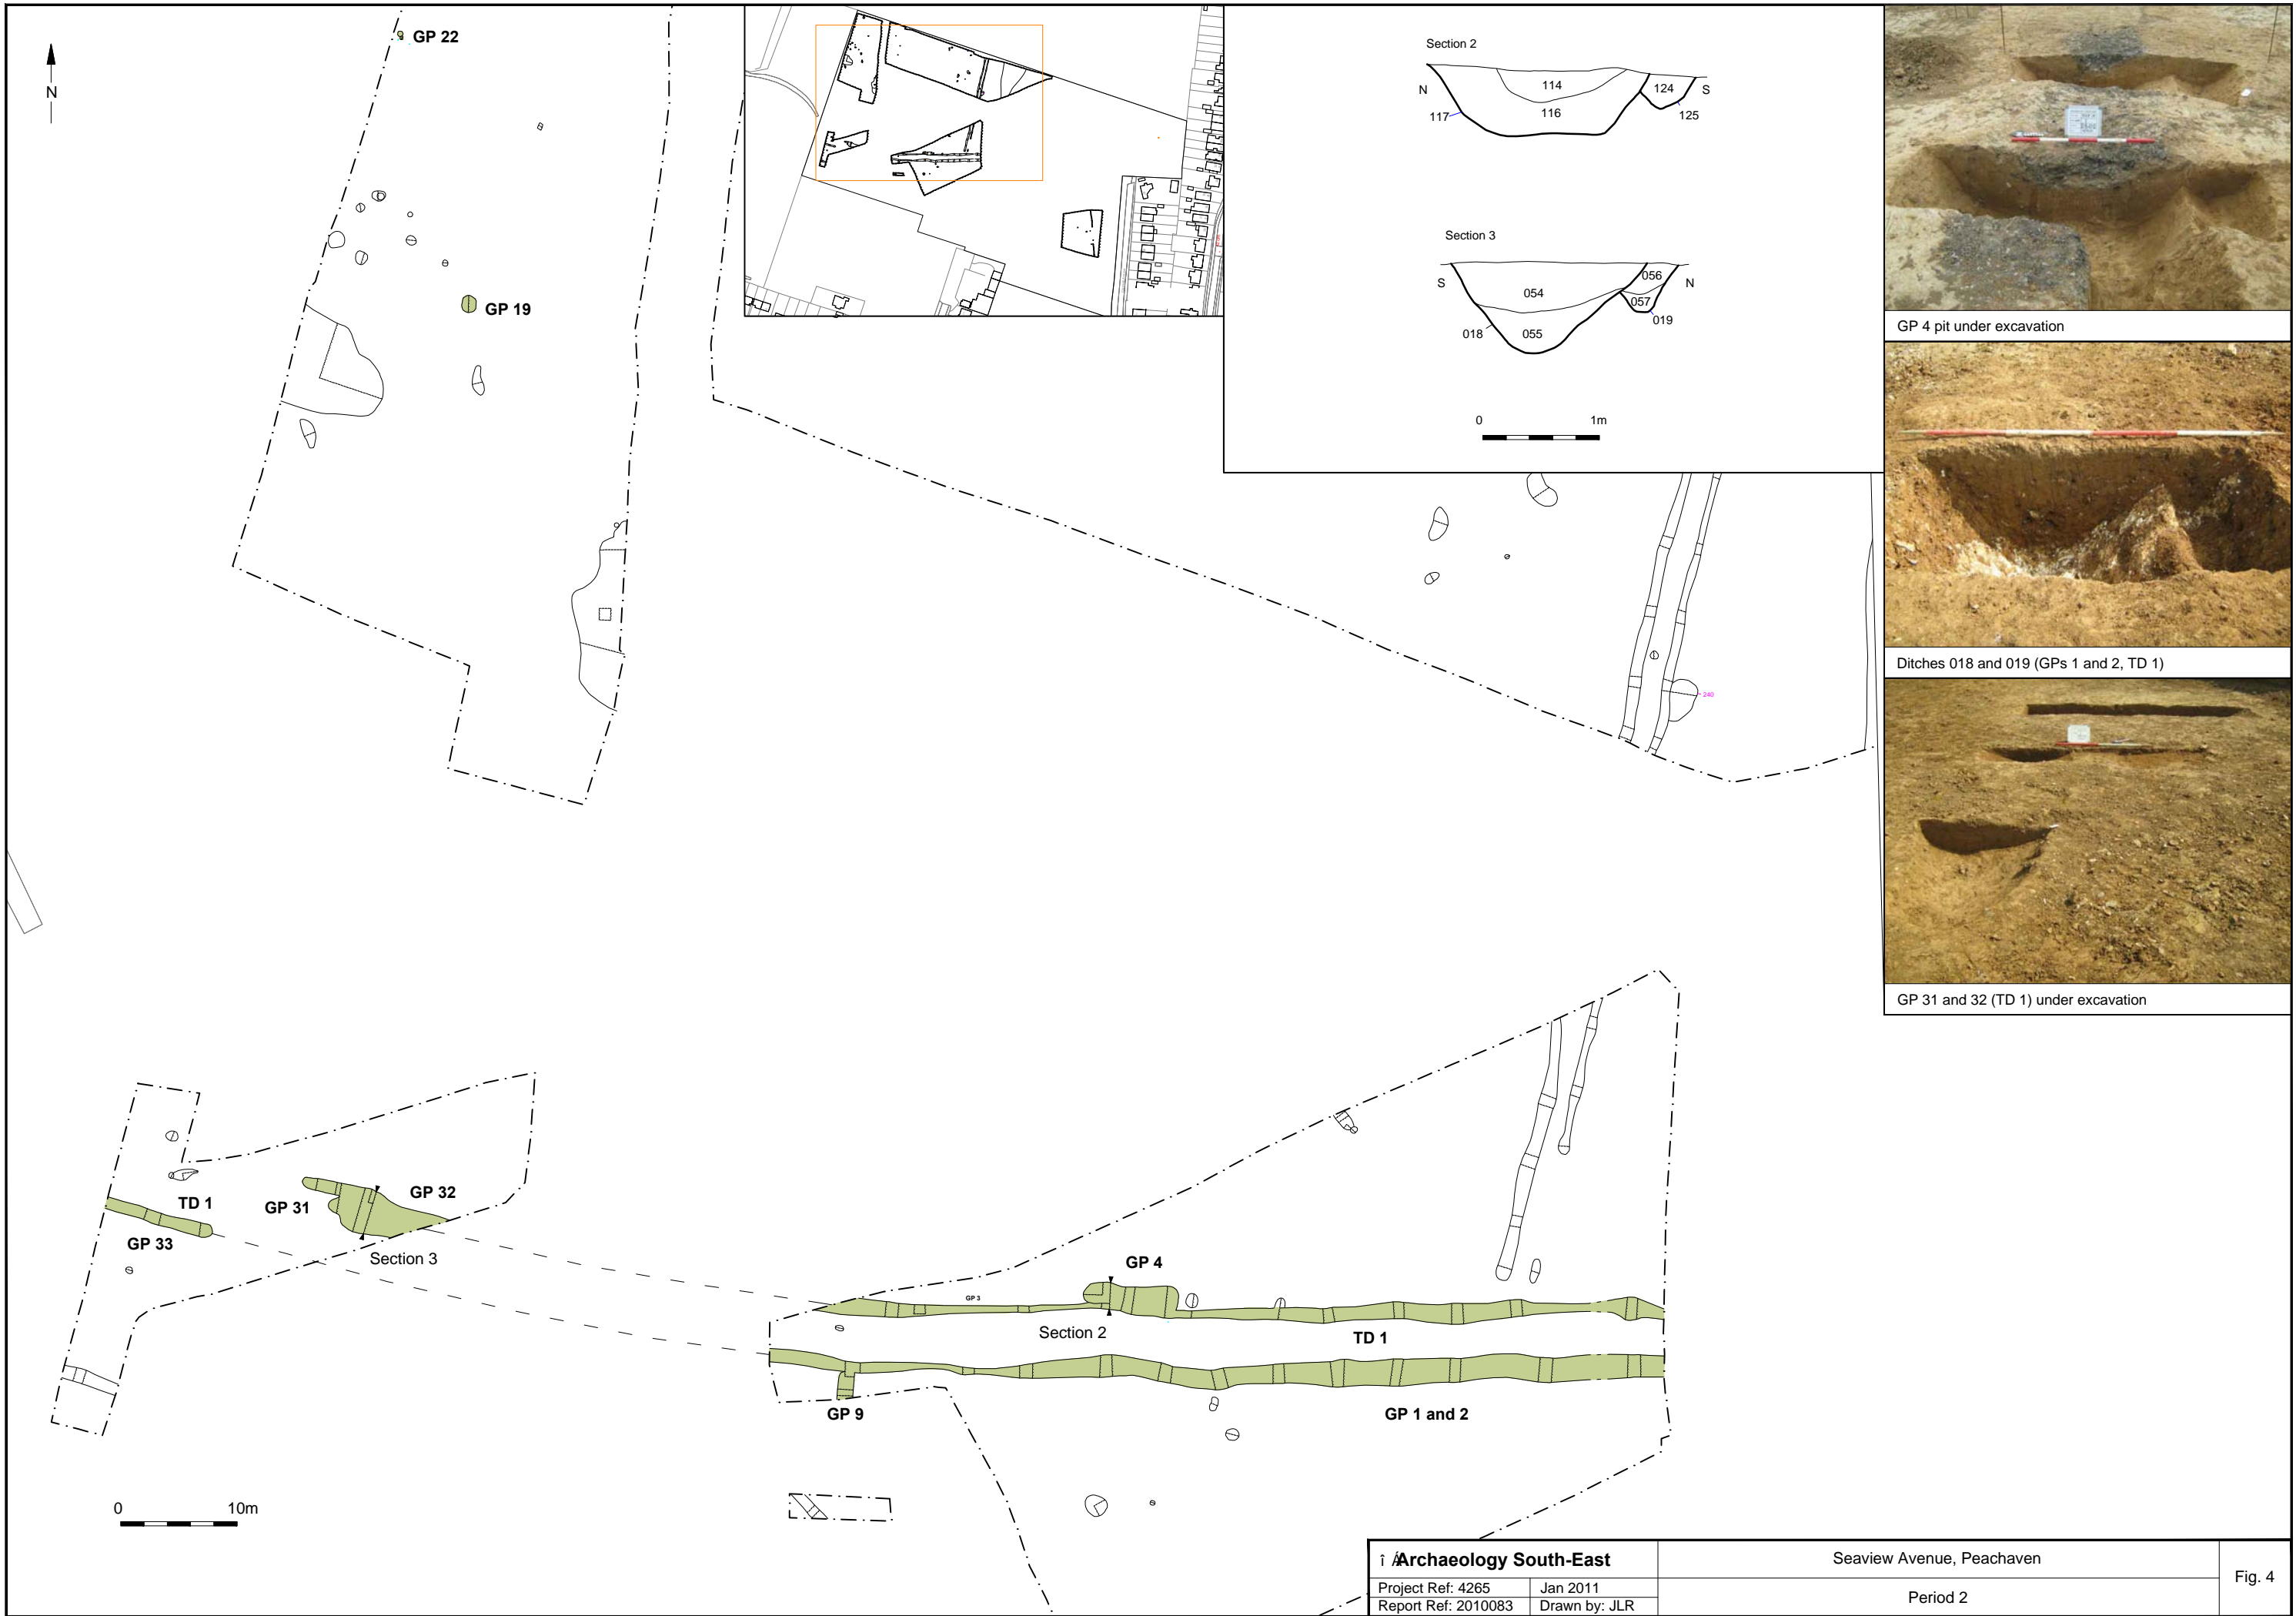 GP 22
N
GP 19
Section 2
114
N
124
S
117
116
125
Section 3
056
S
054
N
057
019
018
055
0 1m
GP 4 pit under excavation
Ditches 018 and 019 (GPs 1 and 2, TD 1)
240
GP 31 and 32 (TD 1) under excavation
GP 32
TD 1
GP 31
GP 33
Section 3
GP 4
GP 3
Section 2
TD 1
GP 9
GP 1 and 2
0 10m
Archaeology South-East
Seaview Avenue, Peachaven
Fig. 4
Project Ref: 4265
Jan 2011
Period 2
Report Ref: 2010083
Drawn by: JLR